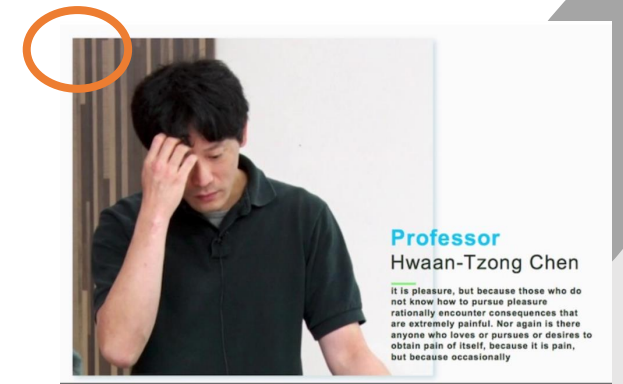 Professor
Hwaan-Tzong Chen
it is pleasure, but because those who do
not know how to pursue pleasure
rationally encounter consequences that
are extremely painful. Nor again is there
anyone who loves or pursues or desires to
obtain pain of itself, because it is pain,
but because occasionally